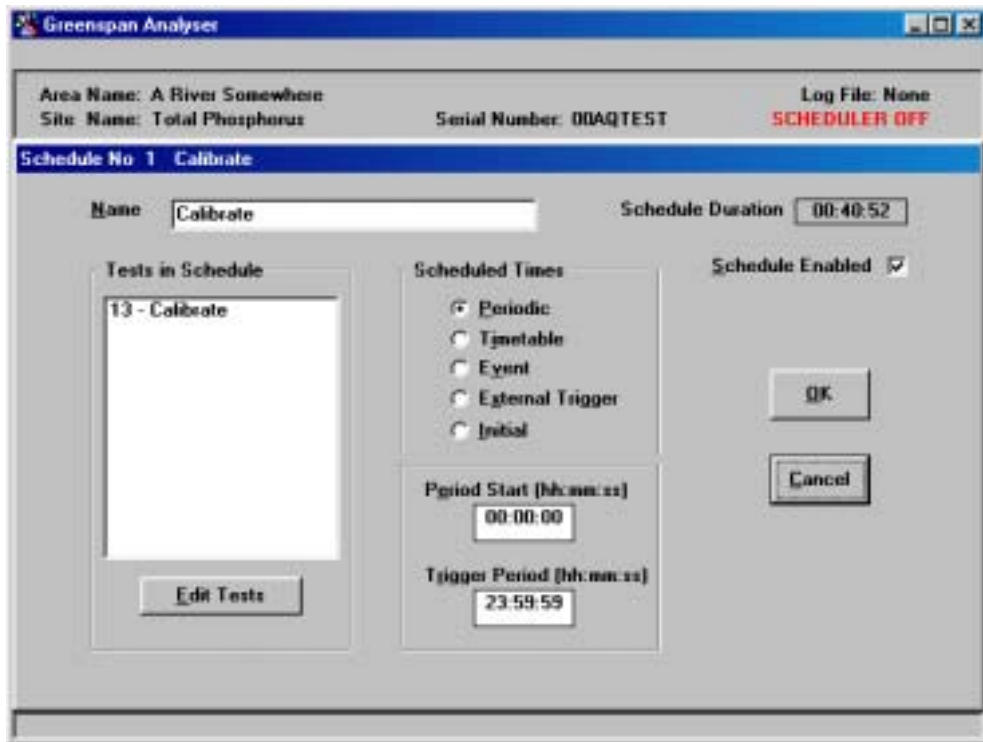 Greenspan Analyser
Area Name: A River Somewhere
Log File: None
Site Name: Total Phosphorus
Serial Number: 00AQTEST
SCHEDULER OFF
Schedule No 1 Calibrate
Name
Calibrate
Schedule Duration
00:40:52
Schedule Enabled
Tests in Schedule
13 - Calibrate
Edit Tests
Scheduled Times
Periodic
Timetable
Event
External Trigger
Initial
Period Start (hh:mm:ss)
00:00:00
Trigger Period (hh:mm:ss)
23:59:59
OK
Cancel